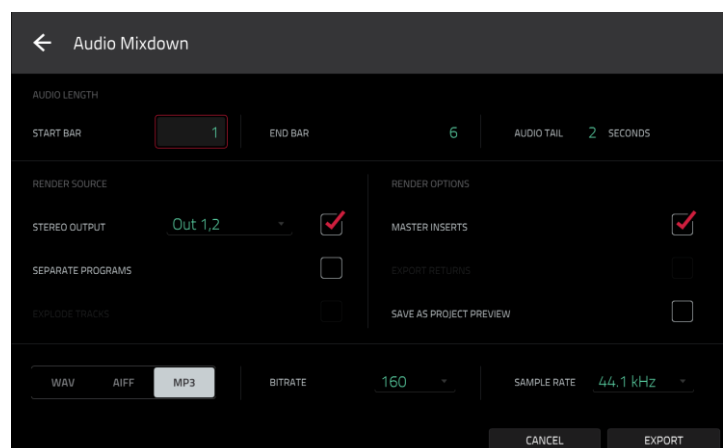 Audio Mixdown
AUDIO LENGTH
START BAR 1 END BAR 6 AUDIO TAIL 2 SECONDS
RENDER SOURCE RENDER OPTIONS
STEREO OUTPUT Out 1,2 MASTER INSERTS
SEPARATE PROGRAMS EXPORT RETURNS
EXPLODE TRACKS SAVE AS PROJECT PREVIEW
WAV AIFF MP3 BITRATE 160 SAMPLE RATE 44.1 kHz
CANCEL EXPORT